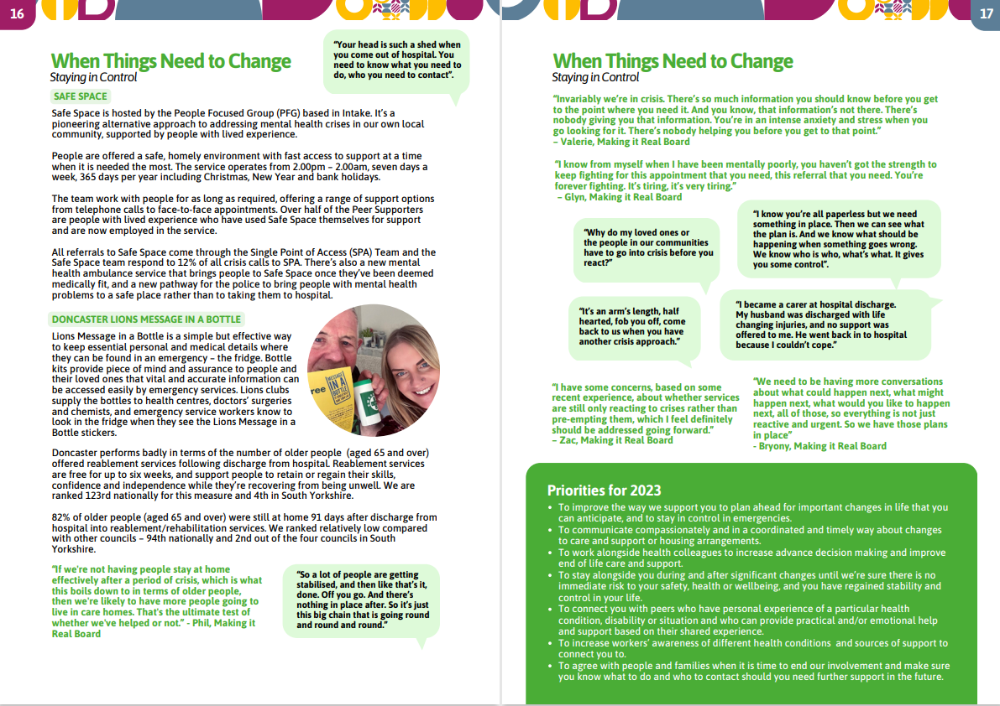 16
"Your head is such a shed when
you come out of hospital. You
need to know what you need to
do, who you need to contact".
When Things Need to Change
Staying in Control
SAFE SPACE
Safe Space is hosted by the People Focused Group (PFG) based in Intake. It's a
pioneering alternative approach to addressing mental health crises in our own local
community, supported by people with lived experience.
People are offered a safe, homely environment with fast access to support at a time
when it is needed the most. The service operates from 2.00pm – 2.00am, seven days a
week, 365 days per year including Christmas, New Year and bank holidays.
The team work with people for as long as required, offering a range of support options
from telephone calls to face-to-face appointments. Over half of the Peer Supporters
are people with lived experience who have used Safe Space themselves for support
and are now employed in the service.
All referrals to Safe Space come through the Single Point of Access (SPA) Team and the
Safe Space team respond to 12% of all crisis calls to SPA. There's also a new mental
health ambulance service that brings people to Safe Space once they've been deemed
medically fit, and a new pathway for the police to bring people with mental health
problems to a safe place rather than to taking them to hospital.
DONCASTER LIONS MESSAGE IN A BOTTLE
Lions Message in a Bottle is a simple but effective way
to keep essential personal and medical details where
they can be found in an emergency – the fridge. Bottle
kits provide piece of mind and assurance to people and
their loved ones that vital and accurate information can
be accessed easily by emergency services. Lions clubs
supply the bottles to health centres, doctors' surgeries
and chemists, and emergency service workers know to
look in the fridge when they see the Lions Message in a
Bottle stickers.
ree
MESSAGE
IN A
BOTTLE
Doncaster performs badly in terms of the number of older people (aged 65 and over)
offered reablement services following discharge from hospital. Reablement services
are free for up to six weeks, and support people to retain or regain their skills,
confidence and independence while they're recovering from being unwell. We are
ranked 123rd nationally for this measure and 4th in South Yorkshire.
82% of older people (aged 65 and over) were still at home 91 days after discharge from
hospital into reablement/rehabilitation services. We ranked relatively low compared
with other councils – 94th nationally and 2nd out of the four councils in South
Yorkshire.
"If we're not having people stay at home
effectively after a period of crisis, which is what
this boils down to in terms of older people,
then we're likely to have more people going to
live in care homes. That's the ultimate test of
whether we've helped or not." - Phil, Making it
Real Board
"So a lot of people are getting
stabilised, and then like that's it,
done. Off you go. And there's
nothing in place after. So it's just
this big chain that is going round
and round and round."
17
When Things Need to Change
Staying in Control
"Invariably we're in crisis. There's so much information you should know before you get
to the point where you need it. And you know, that information's not there. There's
nobody giving you that information. You're in an intense anxiety and stress when you
go looking for it. There's nobody helping you before you get to that point."
– Valerie, Making it Real Board
"I know from myself when I have been mentally poorly, you haven't got the strength to
keep fighting for this appointment that you need, this referral that you need. You're
forever fighting. It's tiring, it's very tiring."
– Glyn, Making it Real Board
"Why do my loved ones or
the people in our communities
have to go into crisis before you
react?"
"I know you're all paperless but we need
something in place. Then we can see what
the plan is. And we know what should be
happening when something goes wrong.
We know who is who, what's what. It gives
you some control".
"It's an arm's length, half
hearted, fob you off, come
back to us when you have
another crisis approach."
"I became a carer at hospital discharge.
My husband was discharged with life
changing injuries, and no support was
offered to me. He went back in to hospital
because I couldn't cope."
"I have some concerns, based on some
recent experience, about whether services
are still only reacting to crises rather than
pre-empting them, which I feel definitely
should be addressed going forward."
– Zac, Making it Real Board
"We need to be having more conversations
about what could happen next, what might
happen next, what would you like to happen
next, all of those, so everything is not just
reactive and urgent. So we have those plans
in place"
- Bryony, Making it Real Board
Priorities for 2023
• To improve the way we support you to plan ahead for important changes in life that you
can anticipate, and to stay in control in emergencies.
• To communicate compassionately and in a coordinated and timely way about changes
to care and support or housing arrangements.
• To work alongside health colleagues to increase advance decision making and improve
end of life care and support.
• To stay alongside you during and after significant changes until we're sure there is no
immediate risk to your safety, health or wellbeing, and you have regained stability and
control in your life.
• To connect you with peers who have personal experience of a particular health
condition, disability or situation and who can provide practical and/or emotional help
and support based on their shared experience.
• To increase workers' awareness of different health conditions and sources of support to
connect you to.
• To agree with people and families when it is time to end our involvement and make sure
you know what to do and who to contact should you need further support in the future.